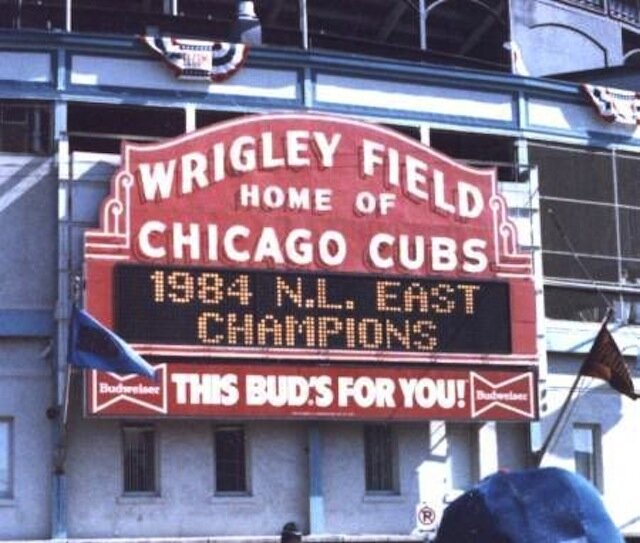 WRIGLEY FIELD
HOME OF
CHICAGO CUBS
1984 N.L. EAST
CHAMPIONS
Budweiser THIS BUD'S FOR YOU! Budweiser
P